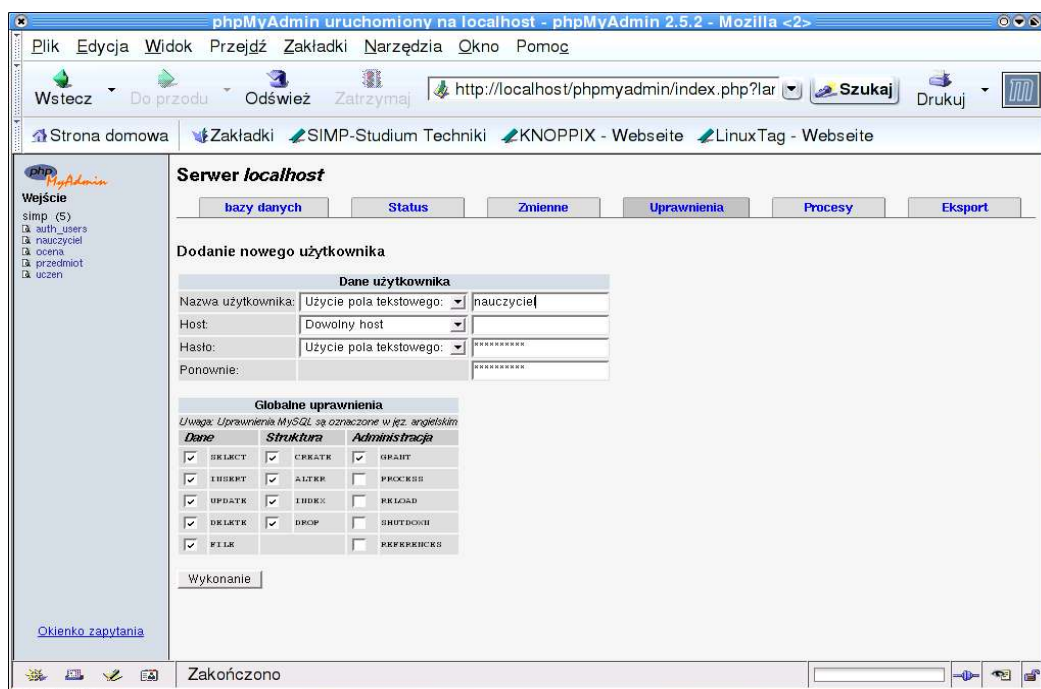 phpMyAdmin uruchomiony na localhost - phpMyAdmin 2.5.2 - Mozilla <2>
Plik Edycja Widok Przejdź Zakładki Narzędzia Okno Pomoc
Wstecz Do przodu Odśwież Zatrzymaj http://localhost/phpmyadmin/index.php?lar Szukaj Drukuj
Strona domowa Zakładki SIMP-Studium Techniki KNOPPIX - Webseite LinuxTag - Webseite
php
MyAdmin
Wejście
simp (5)
auth_users
nauczyciel
ocena
przedmiot
uczen
Okienko zapytania
Serwer localhost
bazy danych Status Zmienne Uprawnienia Procesy Eksport
Dodanie nowego użytkownika
Dane użytkownika
Nazwa użytkownika: Użycie pola tekstowego: nauczyciel
Host: Dowolny host
Hasło: Użycie pola tekstowego: **********
Ponownie: **********
Globalne uprawnienia
Uwaga: Uprawnienia MySQL są oznaczone w jęz. angielskim
Dane Struktura Administracja
SELECT CREATE GRANT
INSERT ALTER PROCESS
UPDATE INDEX RELOAD
DELETE DROP SHUTDOWN
FILE REFERENCES
Wykonanie
Zakończono